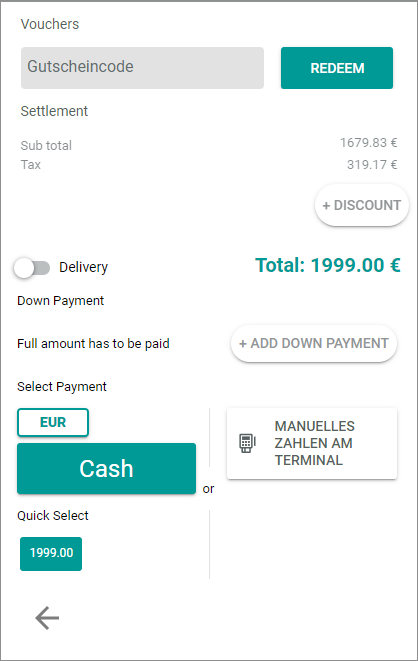 Vouchers
Gutscheincode
REDEEM
Settlement
Sub total 1679.83 €
Tax 319.17 €
+ DISCOUNT
Delivery
Total: 1999.00 €
Down Payment
Full amount has to be paid
+ ADD DOWN PAYMENT
Select Payment
EUR
Cash
or
MANUELLES
ZAHLEN AM
TERMINAL
Quick Select
1999.00